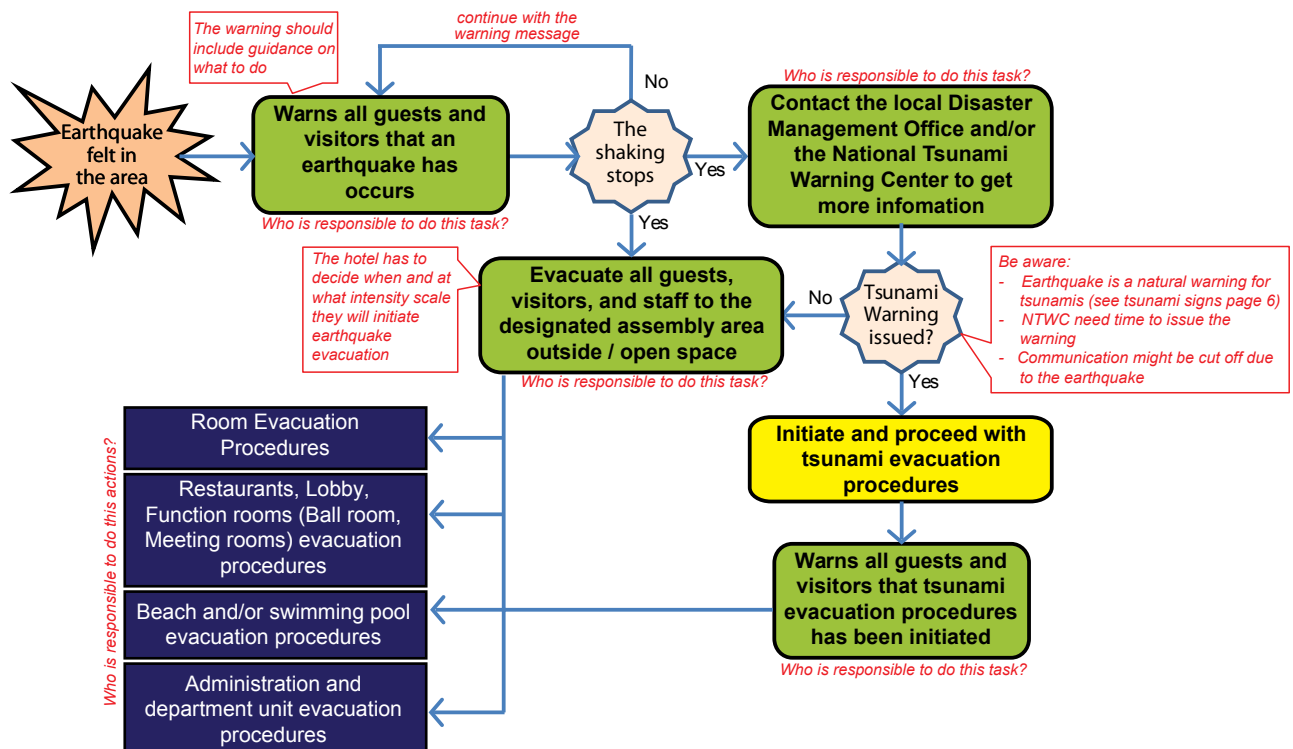 The warning should
include guidance on
what to do
continue with the
warning message
No
Earthquake
felt in
the area
Warns all guests and
visitors that an
earthquake has
occurs
Who is responsible to do this task?
The
shaking
stops
Yes
Yes
Who is responsible to do this task?
Contact the local Disaster
Management Office and/or
the National Tsunami
Warning Center to get
more infomation
The hotel has to
decide when and at
what intensity scale
they will initiate
earthquake
evacuation
Evacuate all guests,
visitors, and staff to the
designated assembly area
outside / open space
Who is responsible to do this task?
No
Tsunami
Warning
issued?
Yes
Be aware:
- Earthquake is a natural warning for
tsunamis (see tsunami signs page 6)
- NTWC need time to issue the
warning
- Communication might be cut off due
to the earthquake
Initiate and proceed with
tsunami evacuation
procedures
Warns all guests and
visitors that tsunami
evacuation procedures
has been initiated
Who is responsible to do this task?
Who is responsible to do this actions?
Room Evacuation
Procedures
Restaurants, Lobby,
Function rooms (Ball room,
Meeting rooms) evacuation
procedures
Beach and/or swimming pool
evacuation procedures
Administration and
department unit evacuation
procedures